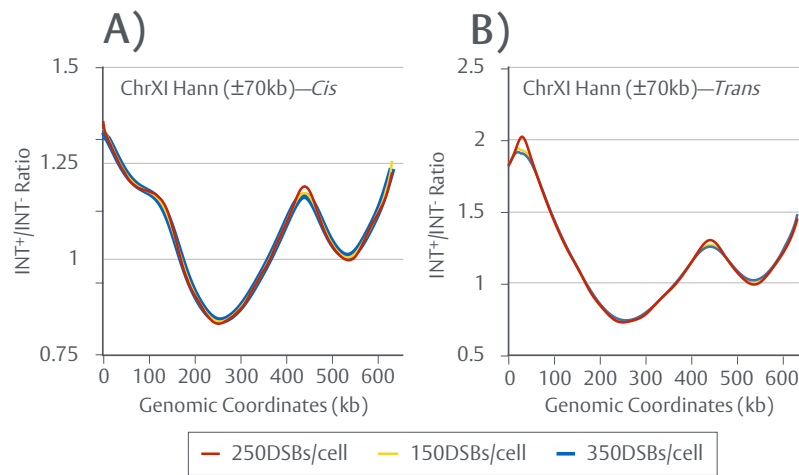 A)
1.5
ChrXI Hann (±70kb)—Cis
1.25
1
0.75
INT⁺/INT⁻ Ratio
0 100 200 300 400 500 600
Genomic Coordinates (kb)
B)
2.5
ChrXI Hann (±70kb)—Trans
2
1.5
1
0.5
INT⁺/INT⁻ Ratio
0 100 200 300 400 500 600
Genomic Coordinates (kb)
250DSBs/cell 150DSBs/cell 350DSBs/cell